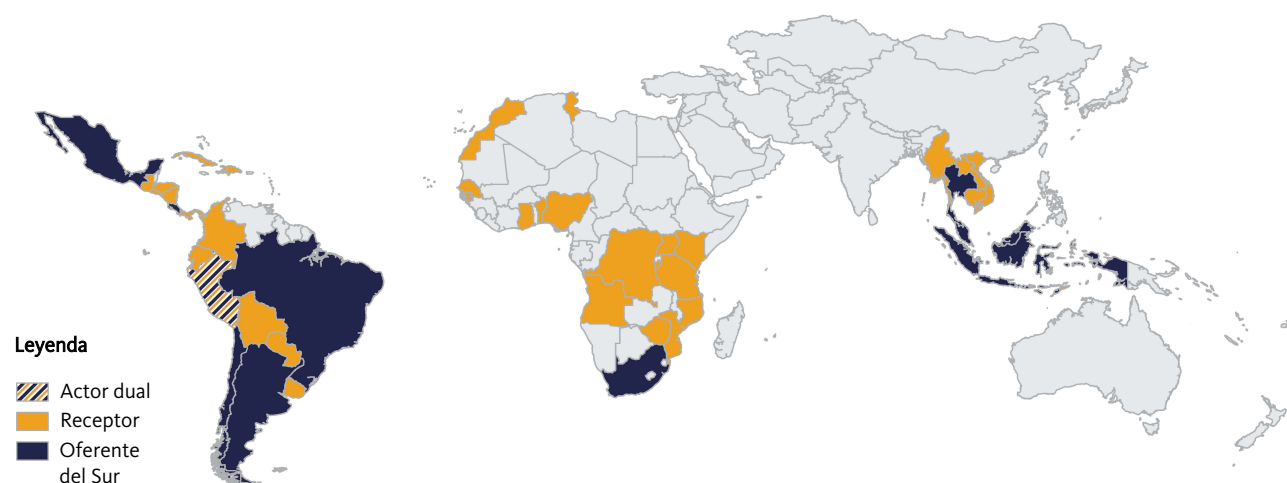 Leyenda
Actor dual
Receptor
Oferente
del Sur